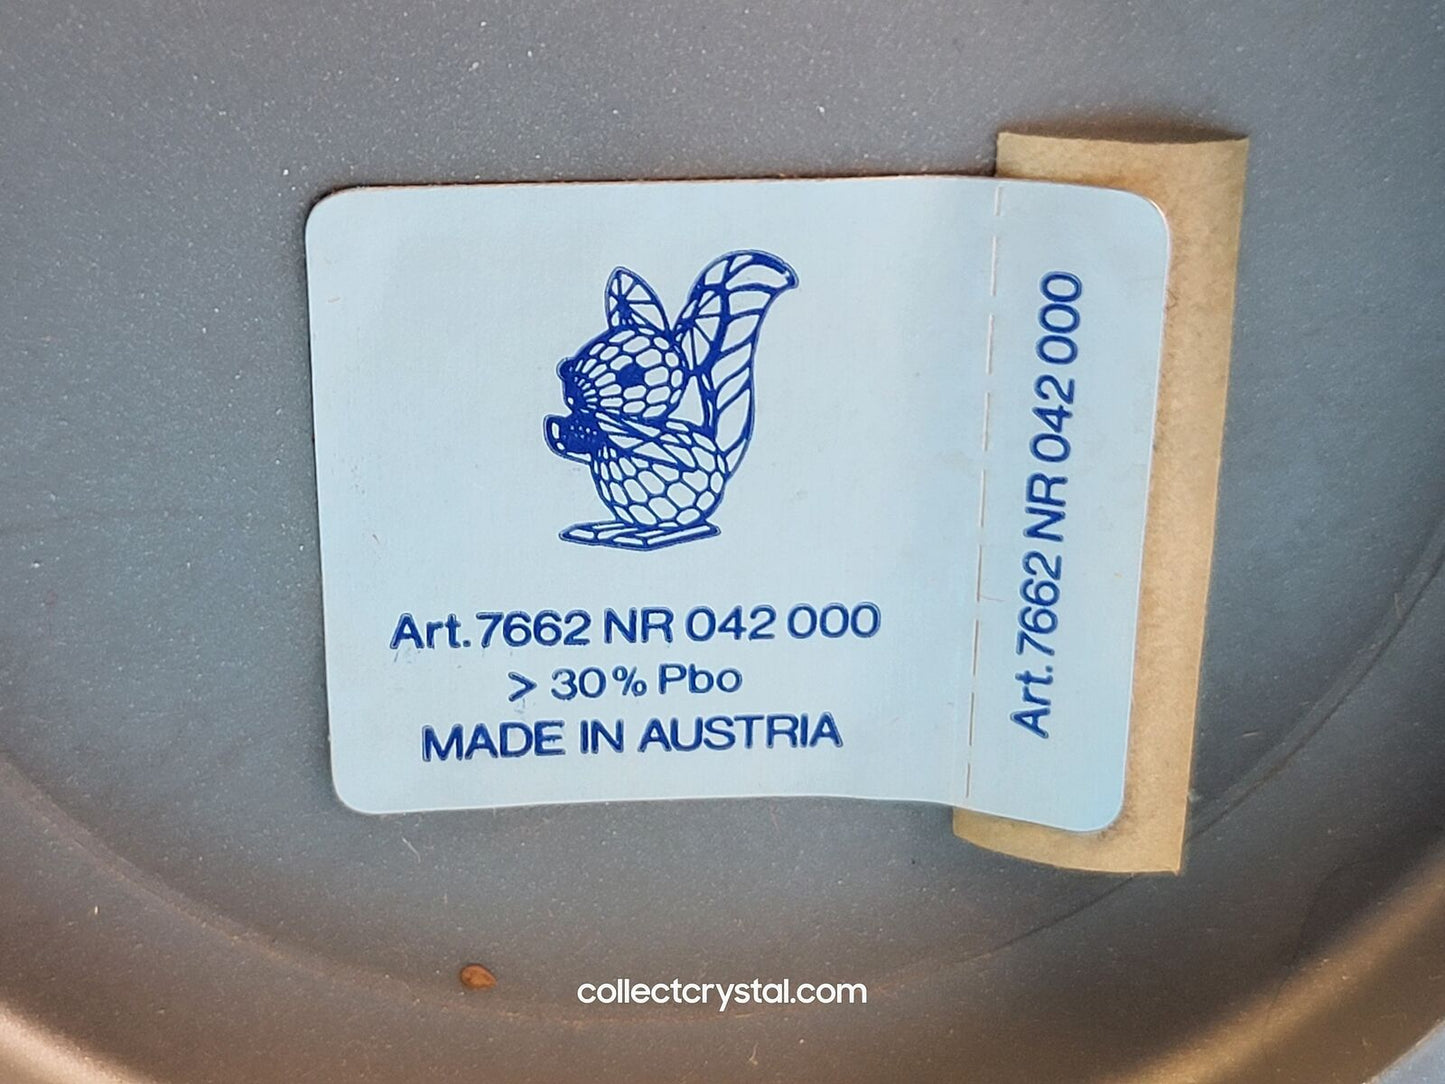 Art. 7662 NR 042 000
> 30% Pbo
MADE IN AUSTRIA
Art. 7662 NR 042 000
collectcrystal.com